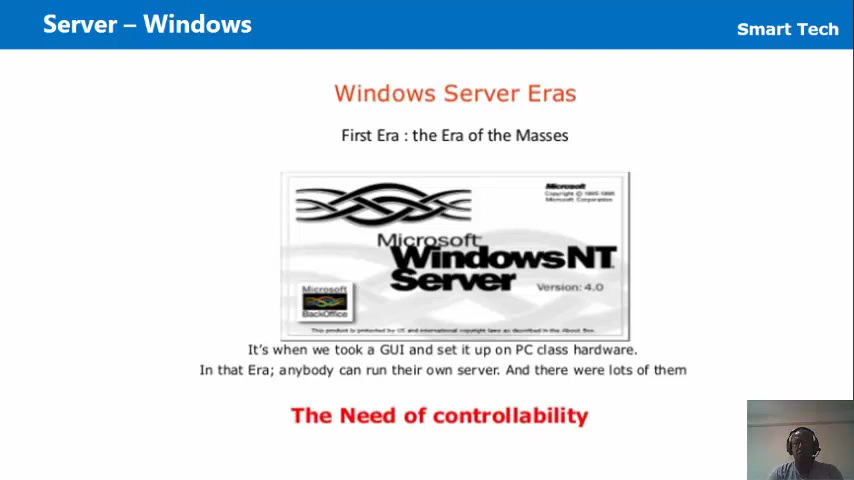 Server – Windows
Smart Tech
Windows Server Eras
First Era : the Era of the Masses
Microsoft
Copyright © 1985-1996
Microsoft Corporation
Microsoft
Windows NT
Server
Version: 4.0
Microsoft
BackOffice
This product is protected by US and international copyright laws as described in the About Box.
It's when we took a GUI and set it up on PC class hardware.
In that Era; anybody can run their own server. And there were lots of them
The Need of controllability